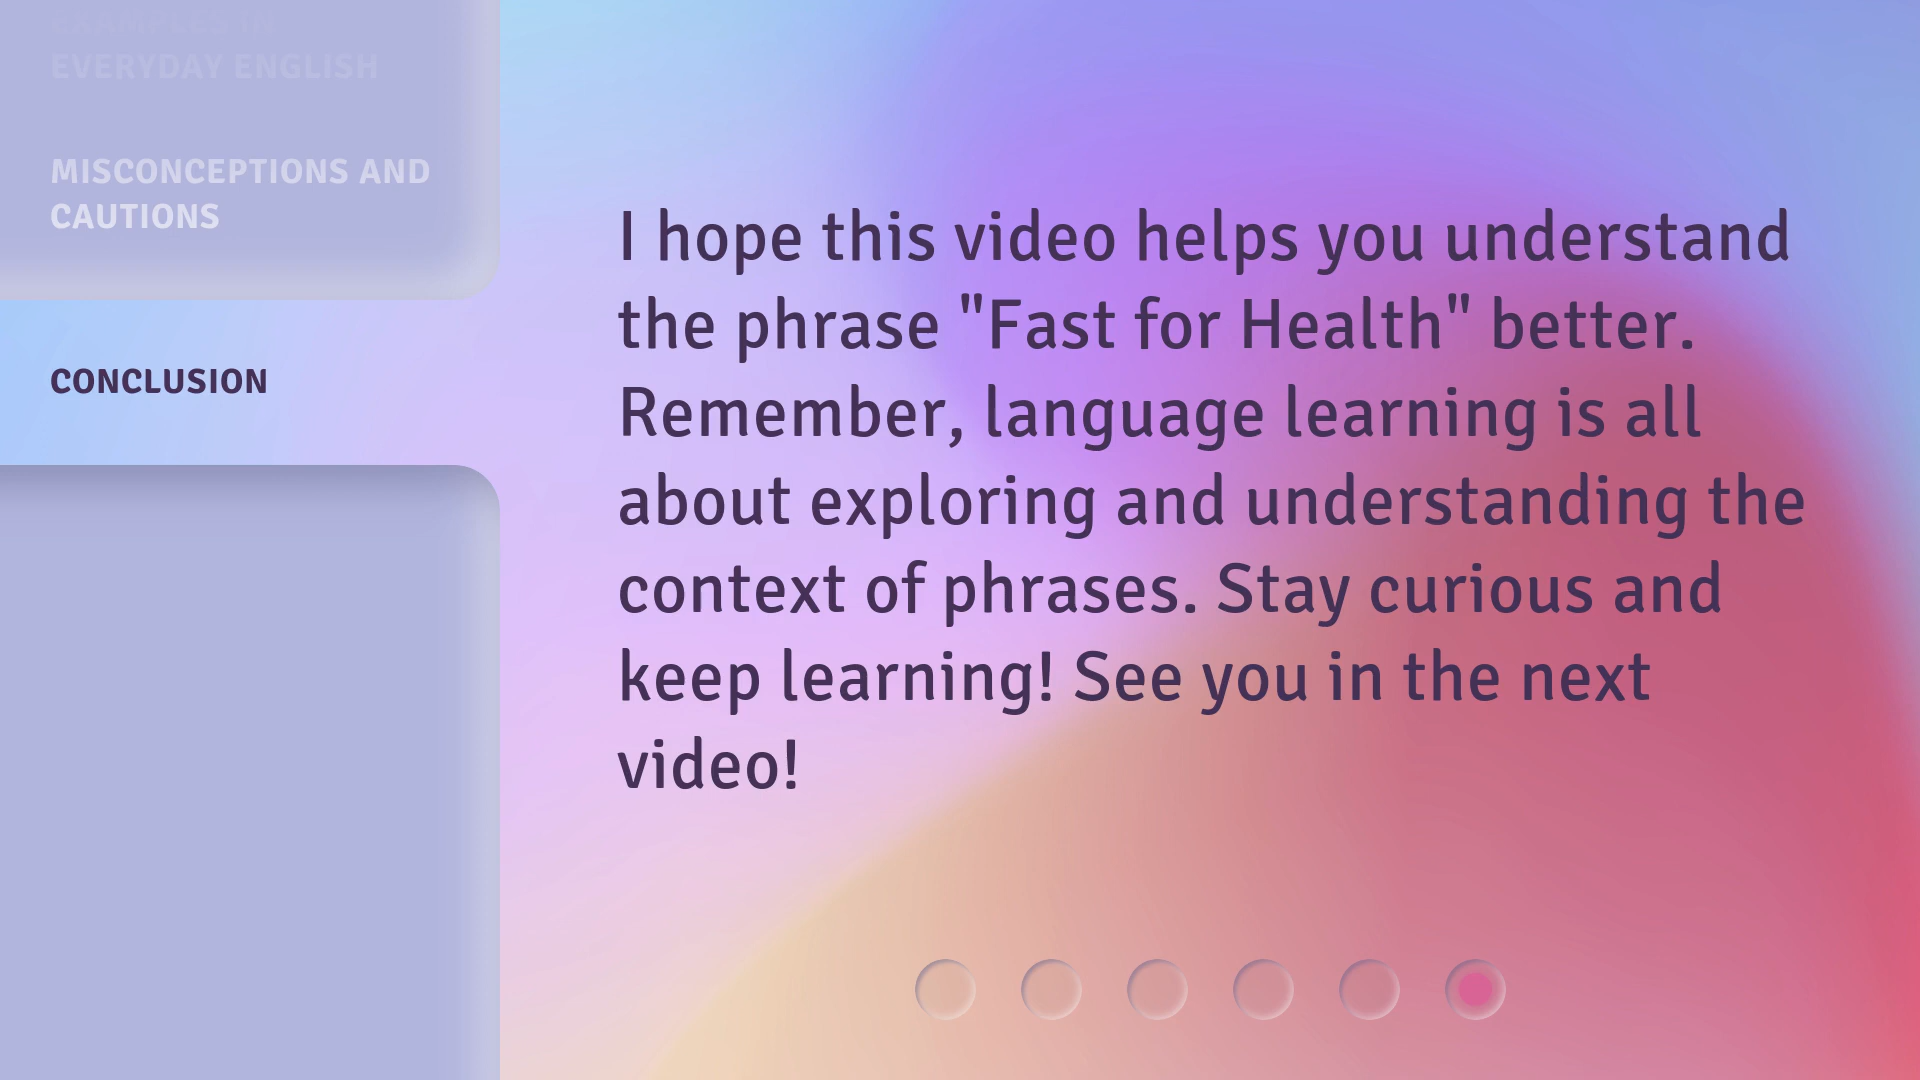 EXAMPLES IN
EVERYDAY ENGLISH
MISCONCEPTIONS AND
CAUTIONS
CONCLUSION
I hope this video helps you understand
the phrase "Fast for Health" better.
Remember, language learning is all
about exploring and understanding the
context of phrases. Stay curious and
keep learning! See you in the next
video!